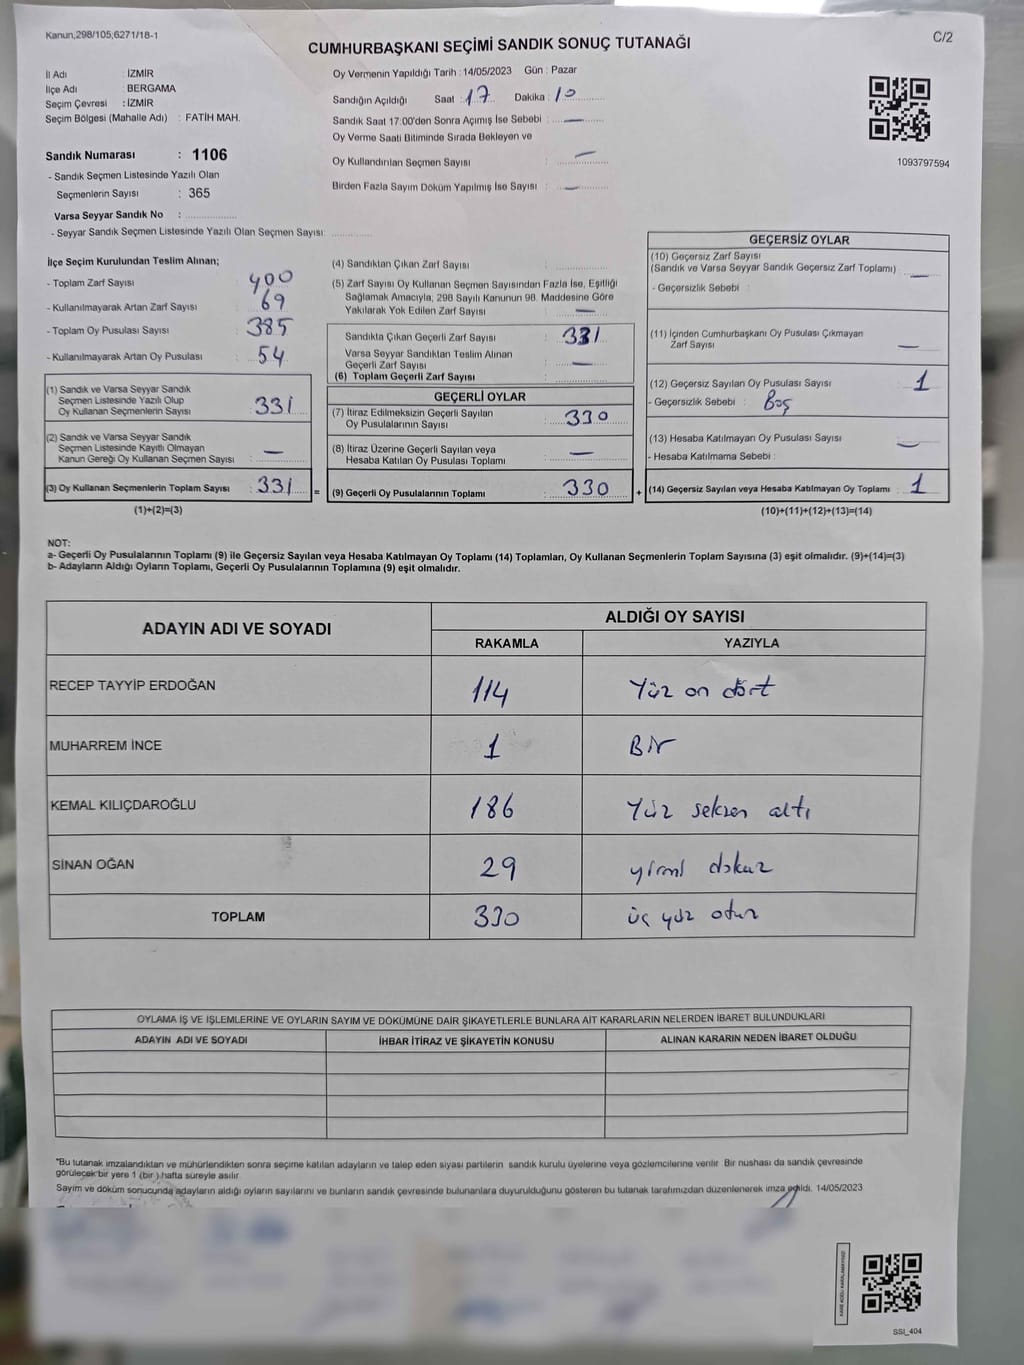 Kanun,298/105,6271/18-1
C/2
CUMHURBAŞKANI SEÇİMİ SANDIK SONUÇ TUTANAĞI
İl Adı : İZMİR
İlçe Adı : BERGAMA
Seçim Çevresi : İZMİR
Seçim Bölgesi (Mahalle Adı) : FATİH MAH.
Sandık Numarası : 1106
- Sandık Seçmen Listesinde Yazılı Olan
Seçmenlerin Sayısı : 365
Varsa Seyyar Sandık No :
- Seyyar Sandık Seçmen Listesinde Yazılı Olan Seçmen Sayısı:
Oy Vermenin Yapıldığı Tarih : 14/05/2023 Gün : Pazar
Sandığın Açıldığı Saat : 17 Dakika : 10
Sandık Saat 17:00'den Sonra Açımış İse Sebebi : —
Oy Verme Saati Bitiminde Sırada Bekleyen ve
Oy Kullandırılan Seçmen Sayısı : —
Birden Fazla Sayım Döküm Yapılmış İse Sayısı : —
1093797594
İlçe Seçim Kurulundan Teslim Alınan;
- Toplam Zarf Sayısı : 400
- Kullanılmayarak Artan Zarf Sayısı : 69
- Toplam Oy Pusulası Sayısı : 385
- Kullanılmayarak Artan Oy Pusulası : 54
(1) Sandık ve Varsa Seyyar Sandık
Seçmen Listesinde Yazılı Olup
Oy Kullanan Seçmenlerin Sayısı : 331
(2) Sandık ve Varsa Seyyar Sandık
Seçmen Listesinde Kayıtlı Olmayan
Kanun Gereği Oy Kullanan Seçmen Sayısı : —
(3) Oy Kullanan Seçmenlerin Toplam Sayısı : 331
(1)+(2)=(3)
(4) Sandıktan Çıkan Zarf Sayısı :
(5) Zarf Sayısı Oy Kullanan Seçmen Sayısından Fazla İse, Eşitliği
Sağlamak Amacıyla; 298 Sayılı Kanunun 98. Maddesine Göre
Yakılarak Yok Edilen Zarf Sayısı : —
Sandıkta Çıkan Geçerli Zarf Sayısı : 331
Varsa Seyyar Sandıktan Teslim Alınan
Geçerli Zarf Sayısı : —
(6) Toplam Geçerli Zarf Sayısı :
GEÇERLİ OYLAR
(7) İtiraz Edilmeksizin Geçerli Sayılan
Oy Pusulalarının Sayısı : 330
(8) İtiraz Üzerine Geçerli Sayılan veya
Hesaba Katılan Oy Pusulası Toplamı : —
= (9) Geçerli Oy Pusulalarının Toplamı : 330 +
GEÇERSİZ OYLAR
(10) Geçersiz Zarf Sayısı
(Sandık ve Varsa Seyyar Sandık Geçersiz Zarf Toplamı) : —
- Geçersizlik Sebebi :
(11) İçinden Cumhurbaşkanı Oy Pusulası Çıkmayan
Zarf Sayısı : —
(12) Geçersiz Sayılan Oy Pusulası Sayısı : 1
- Geçersizlik Sebebi : Boş
(13) Hesaba Katılmayan Oy Pusulası Sayısı : —
- Hesaba Katılmama Sebebi :
(14) Geçersiz Sayılan veya Hesaba Katılmayan Oy Toplamı : 1
(10)+(11)+(12)+(13)=(14)
NOT:
a- Geçerli Oy Pusulalarının Toplamı (9) ile Geçersiz Sayılan veya Hesaba Katılmayan Oy Toplamı (14) Toplamları, Oy Kullanan Seçmenlerin Toplam Sayısına (3) eşit olmalıdır. (9)+(14)=(3)
b- Adayların Aldığı Oyların Toplamı, Geçerli Oy Pusulalarının Toplamına (9) eşit olmalıdır.
ADAYIN ADI VE SOYADI ALDIĞI OY SAYISI
RAKAMLA YAZIYLA
RECEP TAYYİP ERDOĞAN 114 Yüz on dört
MUHARREM İNCE 1 Bir
KEMAL KILIÇDAROĞLU 186 Yüz seksen altı
SİNAN OĞAN 29 yirmi dokuz
TOPLAM 330 üç yüz otuz
OYLAMA İŞ VE İŞLEMLERİNE VE OYLARIN SAYIM VE DÖKÜMÜNE DAİR ŞİKAYETLERLE BUNLARA AİT KARARLARIN NELERDEN İBARET BULUNDUKLARI
ADAYIN ADI VE SOYADI İHBAR İTİRAZ VE ŞİKAYETİN KONUSU ALINAN KARARIN NEDEN İBARET OLDUĞU
"Bu tutanak imzalandıktan ve mühürlendikten sonra seçime katılan adayların ve talep eden siyasi partilerin sandık kurulu üyelerine veya gözlemcilerine verilir. Bir nushası da sandık çevresinde
görülecek bir yere 1 (bir) hafta süreyle asılır.
Sayım ve döküm sonucunda adayların aldığı oyların sayılarını ve bunların sandık çevresinde bulunanlara duyurulduğunu gösteren bu tutanak tarafımızdan düzenlenerek imza edildi. 14/05/2023
SSI_404